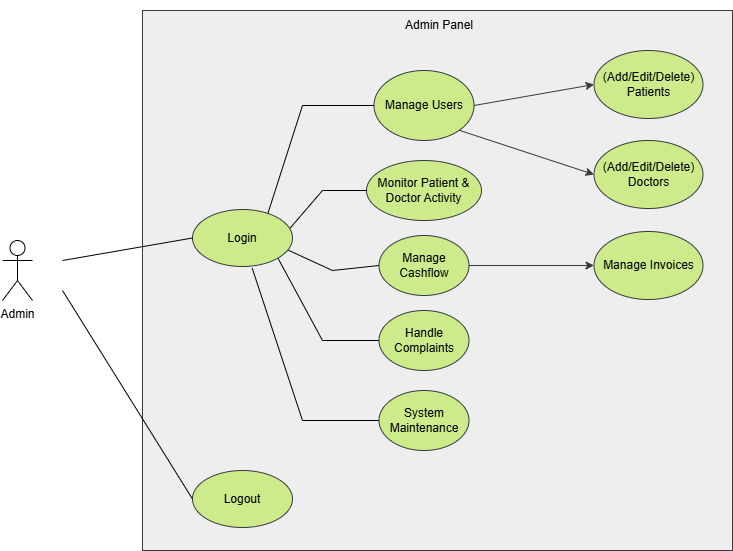 Admin Panel
Manage Users
(Add/Edit/Delete)
Patients
(Add/Edit/Delete)
Doctors
Monitor Patient &
Doctor Activity
Login
Manage
Cashflow
Manage Invoices
Admin
Handle
Complaints
System
Maintenance
Logout